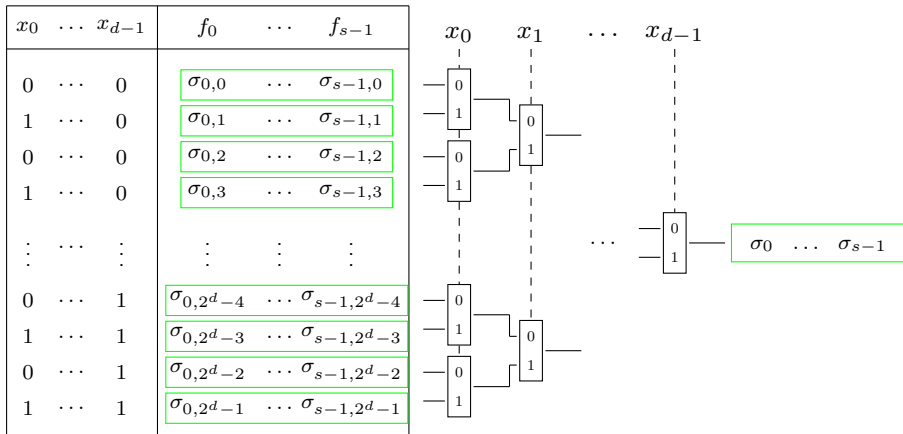 x_0 ⋯ x_{d−1} f_0 ⋯ f_{s−1} x_0 x_1 ⋯ x_{d−1}
0 ⋯ 0 σ_{0,0} ⋯ σ_{s−1,0} 0
1 ⋯ 0 σ_{0,1} ⋯ σ_{s−1,1} 1 0
0 ⋯ 0 σ_{0,2} ⋯ σ_{s−1,2} 0 1
1 ⋯ 0 σ_{0,3} ⋯ σ_{s−1,3} 1
⋮ ⋯ ⋮ ⋮ ⋮ ⋮ ⋯ 0 1 σ_0 … σ_{s−1}
0 ⋯ 1 σ_{0,2^d−4} ⋯ σ_{s−1,2^d−4} 0
1 ⋯ 1 σ_{0,2^d−3} ⋯ σ_{s−1,2^d−3} 1 0
0 ⋯ 1 σ_{0,2^d−2} ⋯ σ_{s−1,2^d−2} 0 1
1 ⋯ 1 σ_{0,2^d−1} ⋯ σ_{s−1,2^d−1} 1